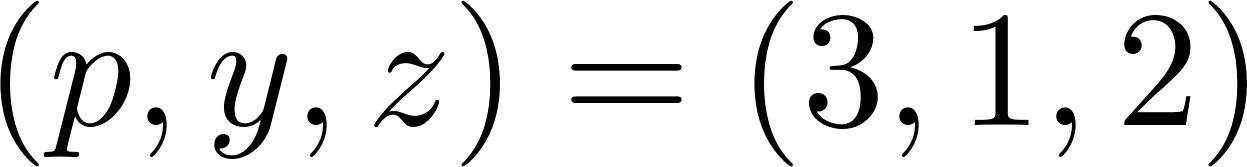 (p, y, z) = (3, 1, 2)